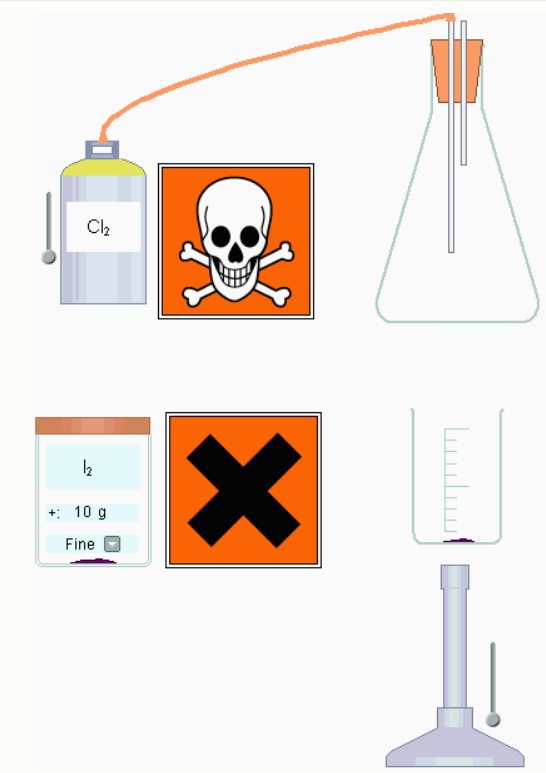 Cl₂
I₂
+: 10 g
Fine